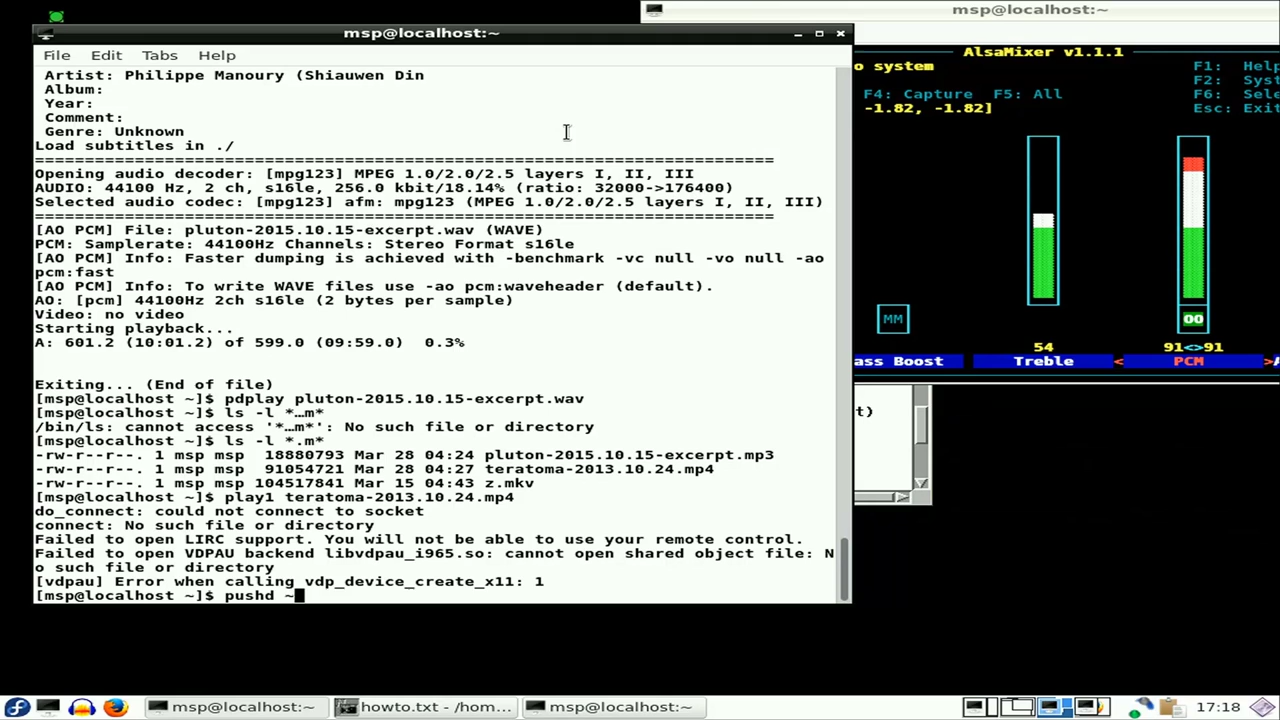 msp@localhost:~
msp@localhost:~
File Edit Tabs Help
Artist: Philippe Manoury (Shiauwen Din
Album:
Year:
Comment:
Genre: Unknown
Load subtitles in ./
==========================================================================
Opening audio decoder: [mpg123] MPEG 1.0/2.0/2.5 layers I, II, III
AUDIO: 44100 Hz, 2 ch, s16le, 256.0 kbit/18.14% (ratio: 32000->176400)
Selected audio codec: [mpg123] afm: mpg123 (MPEG 1.0/2.0/2.5 layers I, II, III)
==========================================================================
[AO PCM] File: pluton-2015.10.15-excerpt.wav (WAVE)
PCM: Samplerate: 44100Hz Channels: Stereo Format s16le
[AO PCM] Info: Faster dumping is achieved with -benchmark -vc null -vo null -ao
pcm:fast
[AO PCM] Info: To write WAVE files use -ao pcm:waveheader (default).
AO: [pcm] 44100Hz 2ch s16le (2 bytes per sample)
Video: no video
Starting playback...
A: 601.2 (10:01.2) of 599.0 (09:59.0)  0.3%
Exiting... (End of file)
[msp@localhost ~]$ pdplay pluton-2015.10.15-excerpt.wav
[msp@localhost ~]$ ls -l *…m*
/bin/ls: cannot access '*…m*': No such file or directory
[msp@localhost ~]$ ls -l *.m*
-rw-r--r--. 1 msp msp  18880793 Mar 28 04:24 pluton-2015.10.15-excerpt.mp3
-rw-r--r--. 1 msp msp  91054721 Mar 28 04:27 teratoma-2013.10.24.mp4
-rw-r--r--. 1 msp msp 104517841 Mar 15 04:43 z.mkv
[msp@localhost ~]$ play1 teratoma-2013.10.24.mp4
do_connect: could not connect to socket
connect: No such file or directory
Failed to open LIRC support. You will not be able to use your remote control.
Failed to open VDPAU backend libvdpau_i965.so: cannot open shared object file: N
o such file or directory
[vdpau] Error when calling vdp_device_create_x11: 1
[msp@localhost ~]$ pushd ~
AlsaMixer v1.1.1
o system
F1: Help
F2: Syst
F4: Capture F5: All
F6: Sele
-1.82, -1.82]
Esc: Exit
MM
00
54
91<>91
ass Boost
Treble
< PCM >A
t)
msp@localhost:~
howto.txt - /hom...
msp@localhost:~
17:18